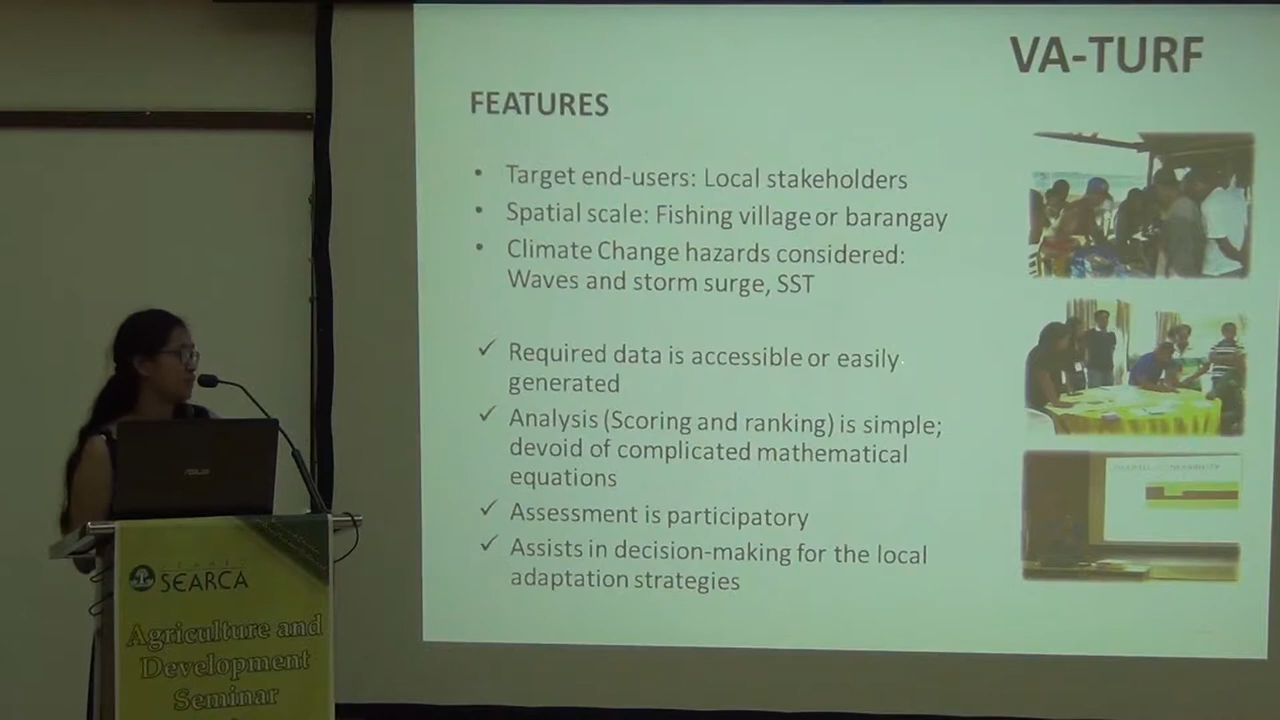 VA-TURF
FEATURES
• Target end-users: Local stakeholders
• Spatial scale: Fishing village or barangay
• Climate Change hazards considered:
Waves and storm surge, SST
✓ Required data is accessible or easily
generated
✓ Analysis (Scoring and ranking) is simple;
devoid of complicated mathematical
equations
✓ Assessment is participatory
✓ Assists in decision-making for the local
adaptation strategies
ASUS
SEARCA
Agriculture and
Development
Seminar